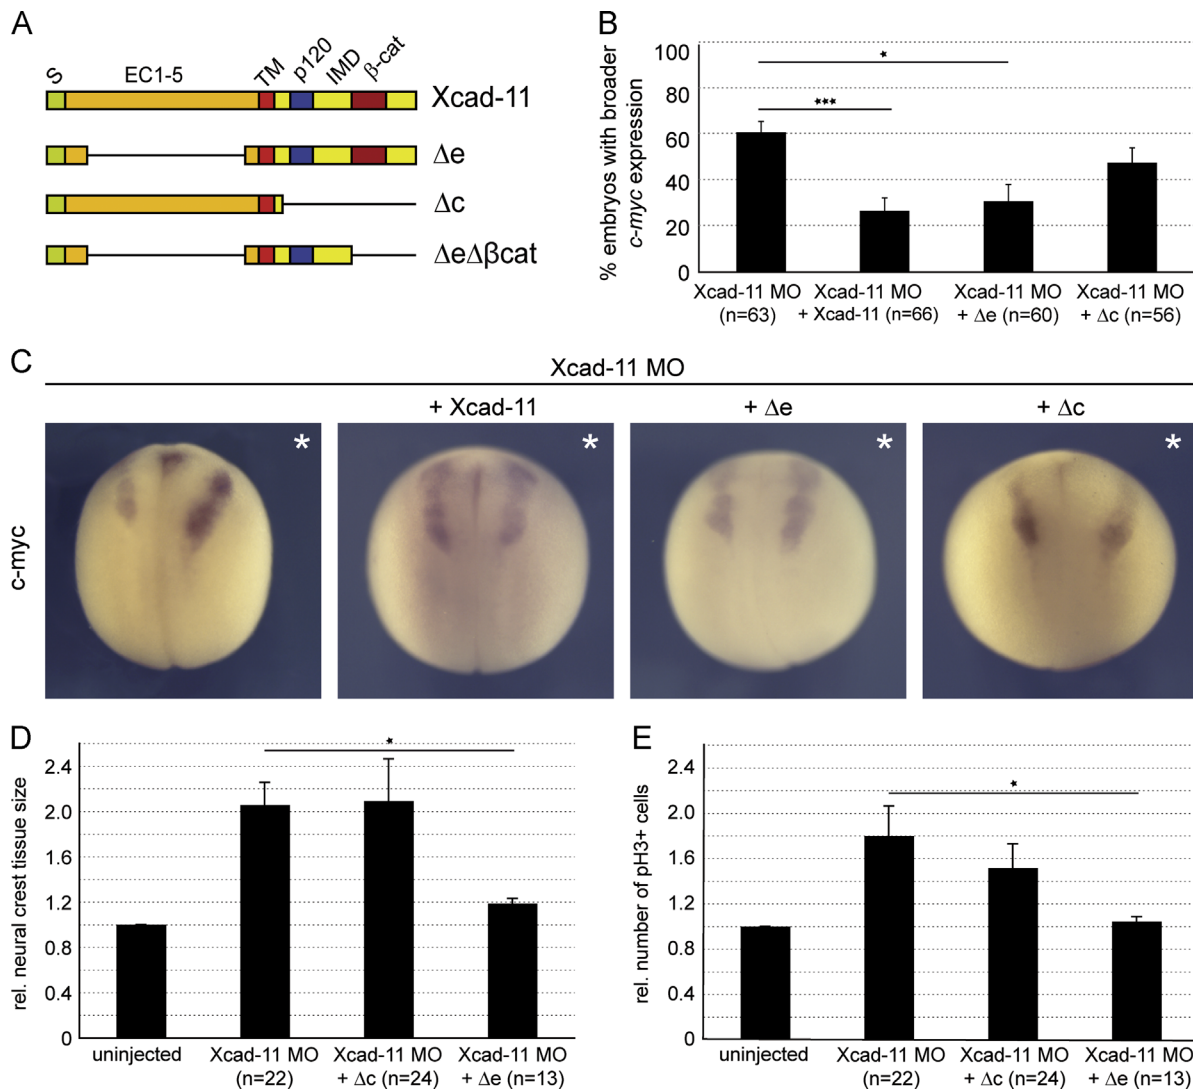 A
S
EC1-5
TM
p120
IMD
β-cat
Xcad-11
Δe
Δc
ΔeΔβcat
B
% embryos with broader
c-myc expression
100
80
60
40
20
0
*
***
Xcad-11 MO
(n=63)
Xcad-11 MO
+ Xcad-11 (n=66)
Xcad-11 MO
+ Δe (n=60)
Xcad-11 MO
+ Δc (n=56)
C
Xcad-11 MO
+ Xcad-11
+ Δe
+ Δc
c-myc
*
*
*
*
D
rel. neural crest tissue size
2.4
2.0
1.6
1.2
0.8
0.4
0
*
uninjected
Xcad-11 MO
(n=22)
Xcad-11 MO
+ Δc (n=24)
Xcad-11 MO
+ Δe (n=13)
E
rel. number of pH3+ cells
2.4
2.0
1.6
1.2
0.8
0.4
0
*
uninjected
Xcad-11 MO
(n=22)
Xcad-11 MO
+ Δc (n=24)
Xcad-11 MO
+ Δe (n=13)